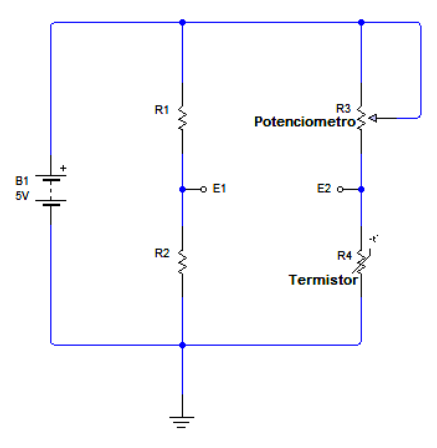 R1
R3
Potenciometro
B1
+
5V
E1
E2
R2
-t°
R4
Termistor